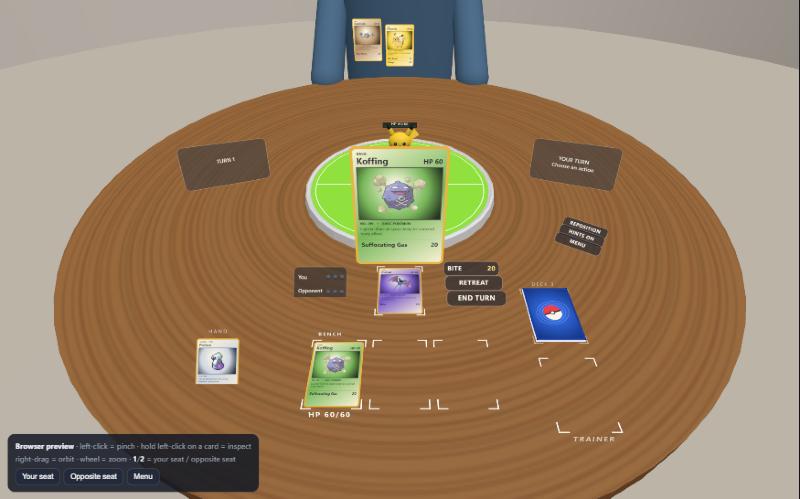 TURN 1
YOUR TURN
Choose an action
Koffing HP 60
Suffocating Gas 20
REPOSITION
HINTS ON
MENU
You
Opponent
BITE 20
RETREAT
END TURN
DECK
HAND
BENCH
Koffing
Suffocating Gas 20
HP 60/60
TRAINER
Browser preview · left-click = pinch · hold left-click on a card = inspect
right-drag = orbit · wheel = zoom · 1/2 = your seat / opposite seat
Your seat
Opposite seat
Menu